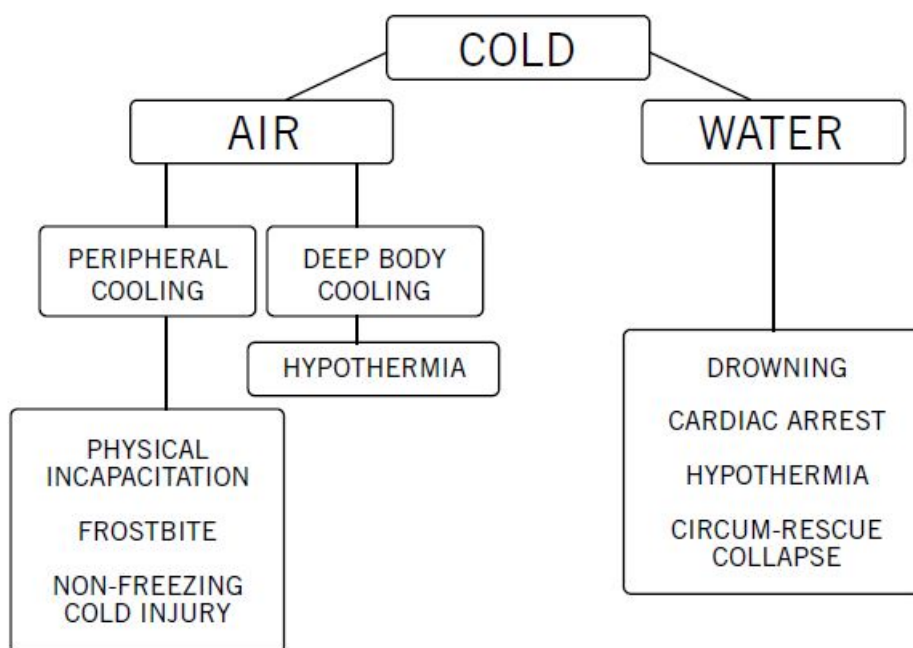 COLD
AIR
WATER
PERIPHERAL
COOLING
DEEP BODY
COOLING
HYPOTHERMIA
PHYSICAL
INCAPACITATION
FROSTBITE
NON-FREEZING
COLD INJURY
DROWNING
CARDIAC ARREST
HYPOTHERMIA
CIRCUM-RESCUE
COLLAPSE